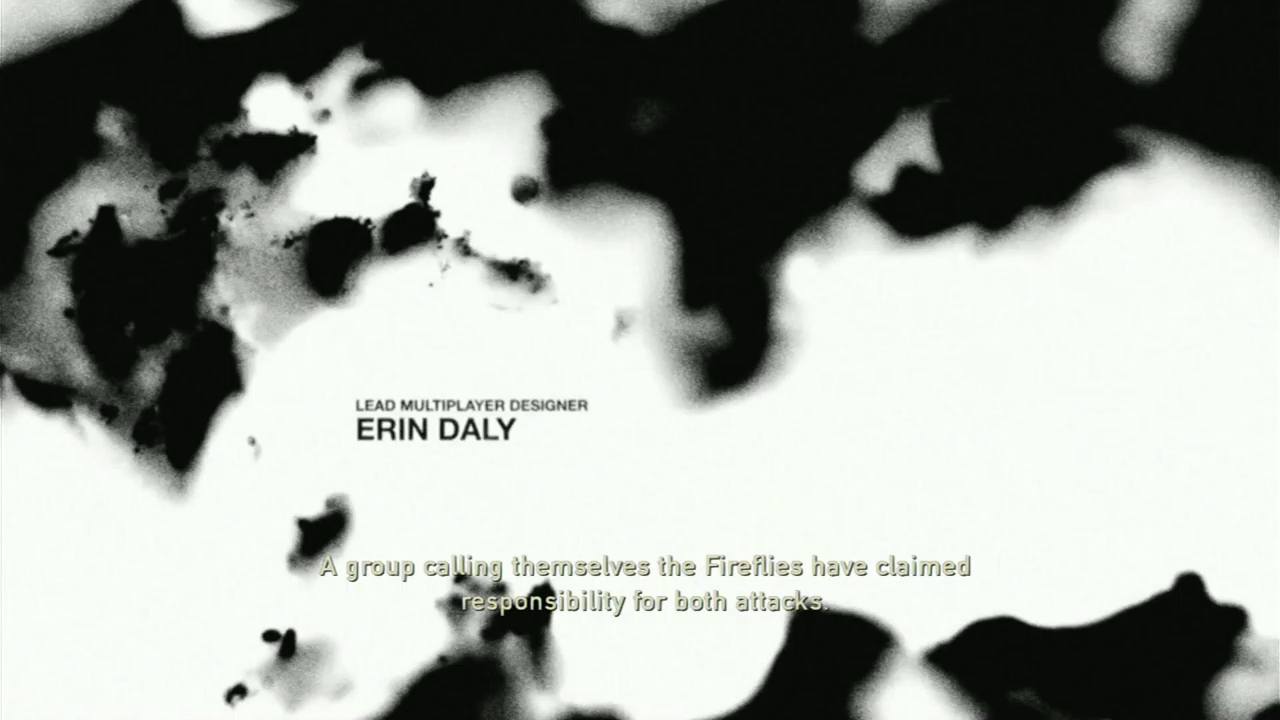 LEAD MULTIPLAYER DESIGNER
ERIN DALY
A group calling themselves the Fireflies have claimed
responsibility for both attacks.